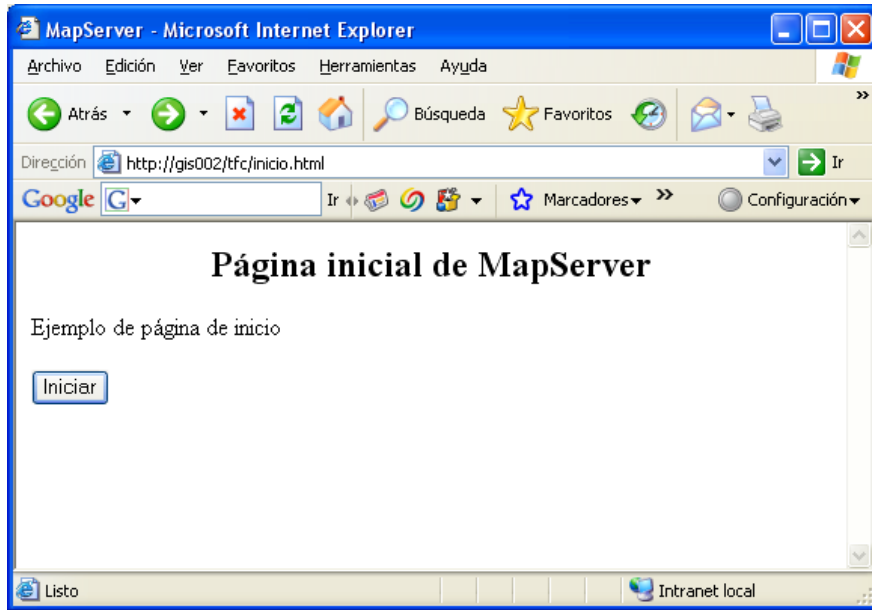 MapServer - Microsoft Internet Explorer
Archivo Edición Ver Favoritos Herramientas Ayuda
Atrás Búsqueda Favoritos »
Dirección http://gis002/tfc/inicio.html Ir
Google G Ir Marcadores » Configuración
Página inicial de MapServer
Ejemplo de página de inicio
Iniciar
Listo Intranet local